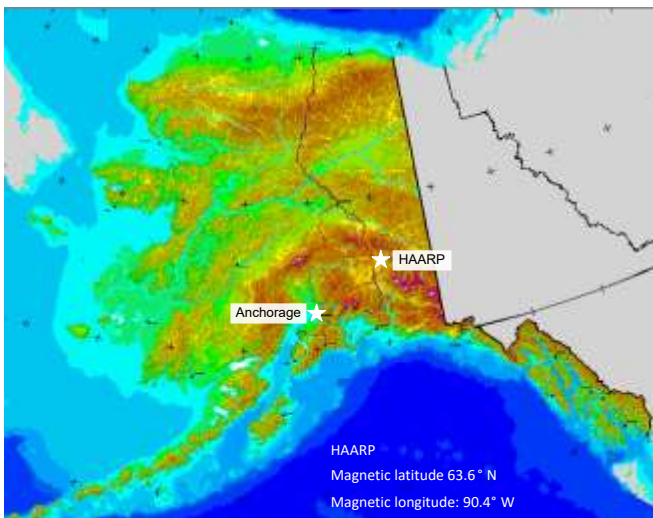 HAARP
Anchorage
HAARP
Magnetic latitude 63.6° N
Magnetic longitude: 90.4° W